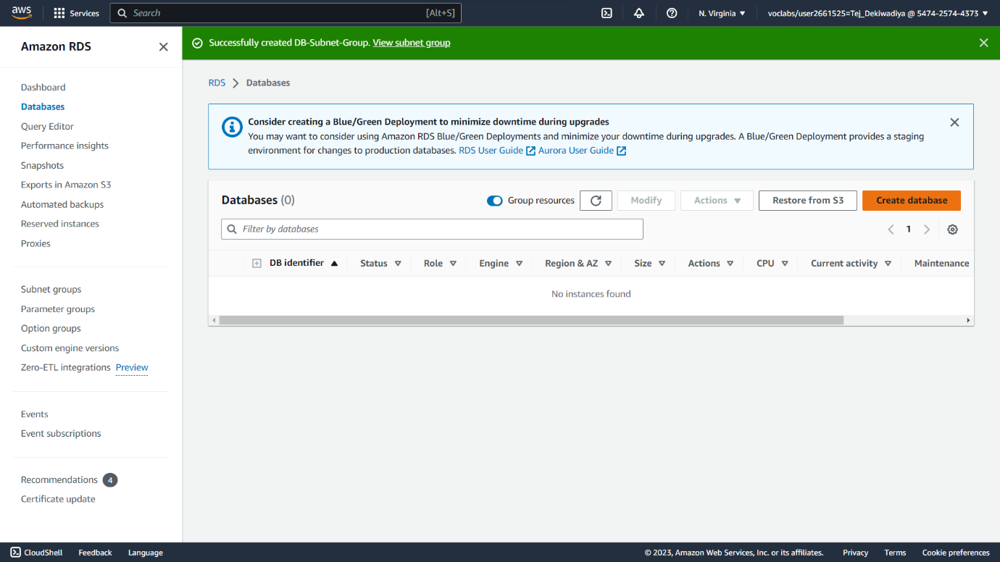 aws
Services
Search
[Alt+S]
N. Virginia
voclabs/user2661525=Tej_Dekiwadiya @ 5474-2574-4373
Amazon RDS
Successfully created DB-Subnet-Group. View subnet group
Dashboard
Databases
Query Editor
Performance insights
Snapshots
Exports in Amazon S3
Automated backups
Reserved instances
Proxies
Subnet groups
Parameter groups
Option groups
Custom engine versions
Zero-ETL integrations Preview
Events
Event subscriptions
Recommendations 4
Certificate update
RDS > Databases
Consider creating a Blue/Green Deployment to minimize downtime during upgrades
You may want to consider using Amazon RDS Blue/Green Deployments and minimize your downtime during upgrades. A Blue/Green Deployment provides a staging
environment for changes to production databases. RDS User Guide Aurora User Guide
Databases (0)
Group resources
Modify
Actions
Restore from S3
Create database
Filter by databases
1
DB identifier
Status
Role
Engine
Region & AZ
Size
Actions
CPU
Current activity
Maintenance
No instances found
CloudShell
Feedback
Language
© 2023, Amazon Web Services, Inc. or its affiliates.
Privacy
Terms
Cookie preferences